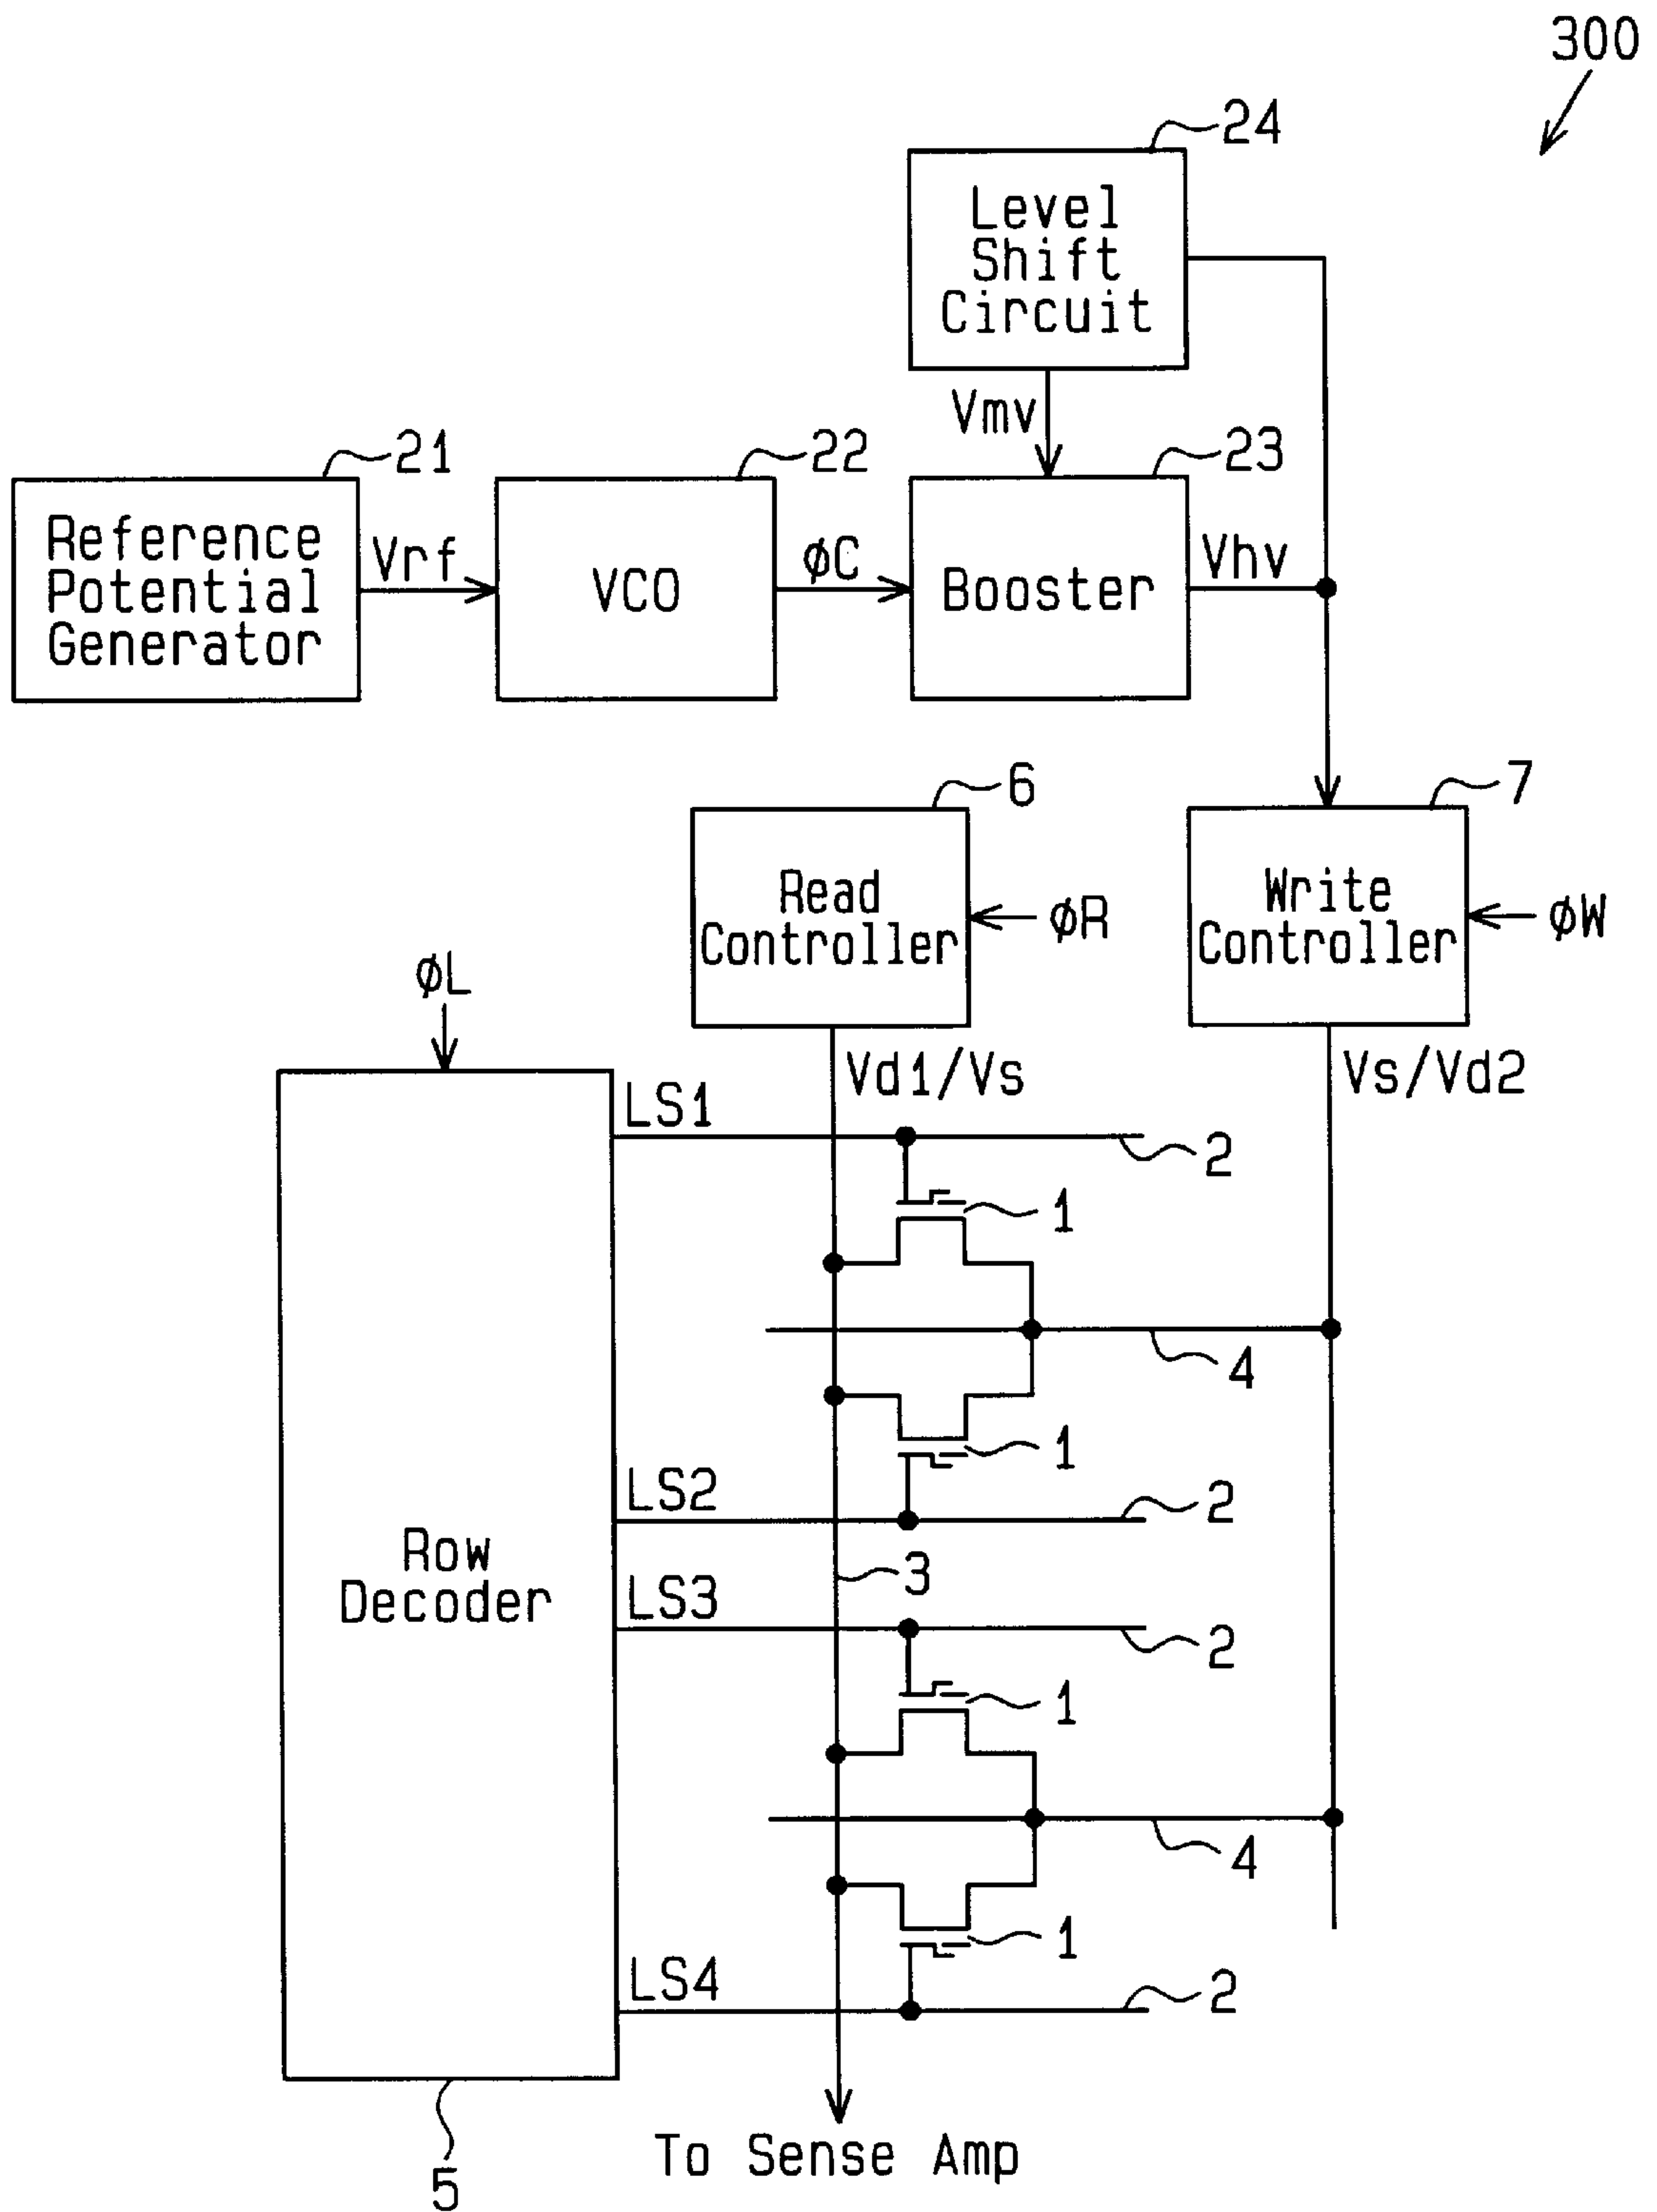 300
24
Level
Shift
Circuit
Vmv
21
22
23
Reference
Potential
Generator
Vrf
VCO
φC
Booster
Vhv
6
7
Read
Controller
φR
Write
Controller
φW
φL
Vd1/Vs
Vs/Vd2
LS1
2
1
4
1
LS2
2
Row
Decoder
3
LS3
2
1
4
1
LS4
2
5
To Sense Amp